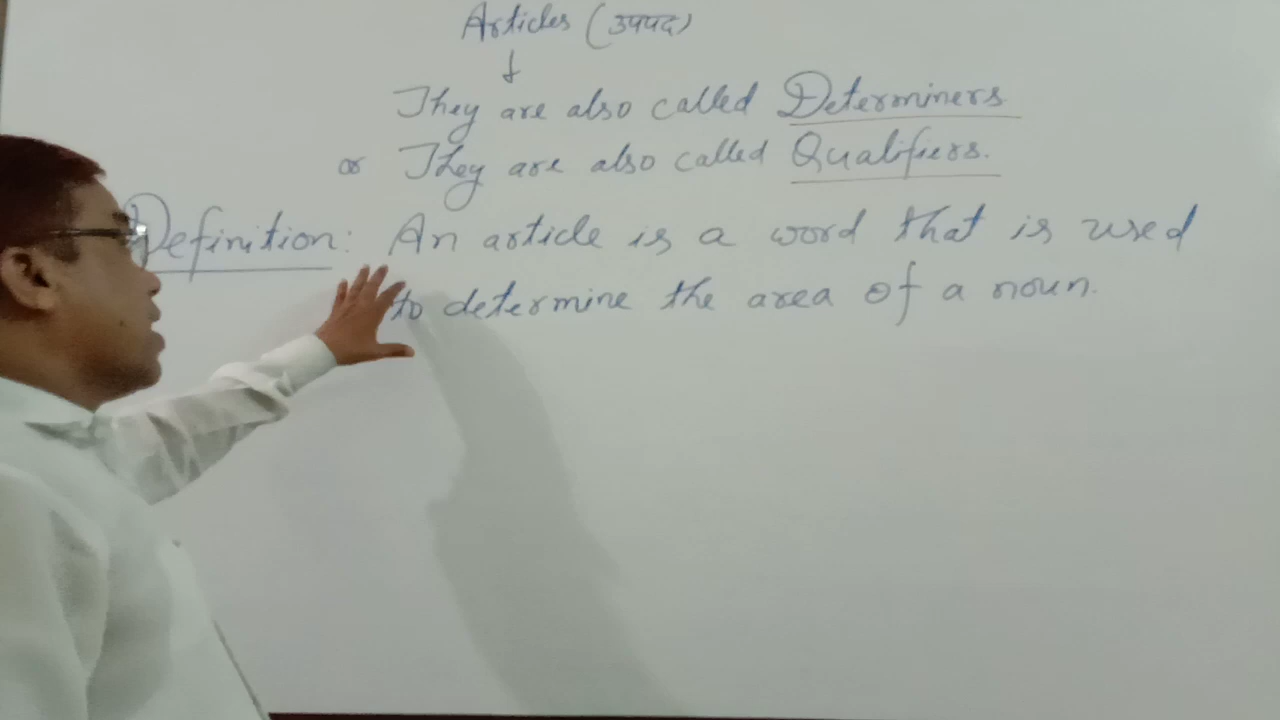 Articles (उपपद)
↓
They are also called Determiners
or They are also called Qualifiers.
Definition: An article is a word that is used
to determine the area of a noun.